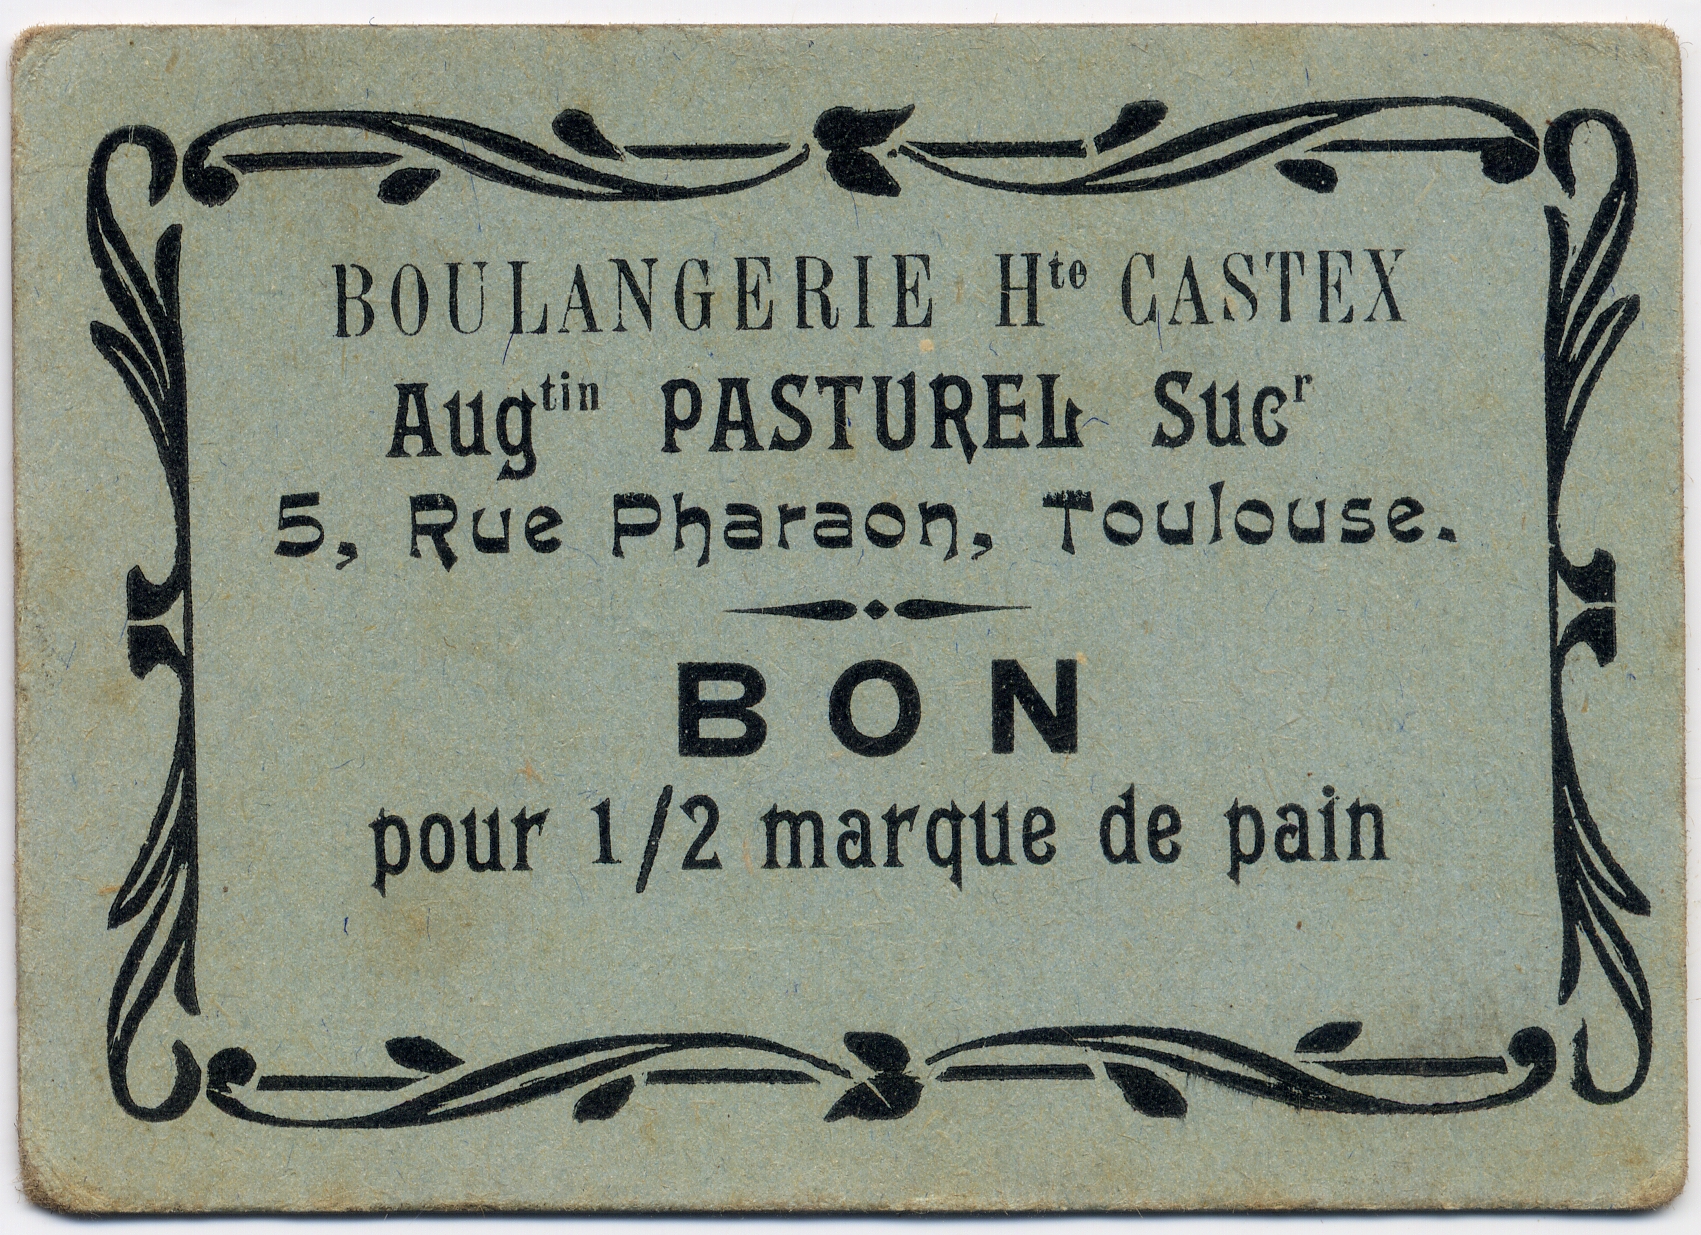 BOULANGERIE Hte CASTEX
Augtin PASTUREL Sucr
5, Rue Pharaon, Toulouse.
BON
pour 1/2 marque de pain